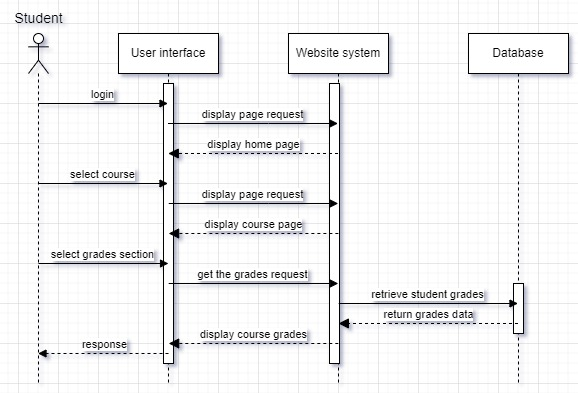 Student
User interface
Website system
Database
login
display page request
display home page
select course
display page request
display course page
select grades section
get the grades request
retrieve student grades
return grades data
display course grades
response